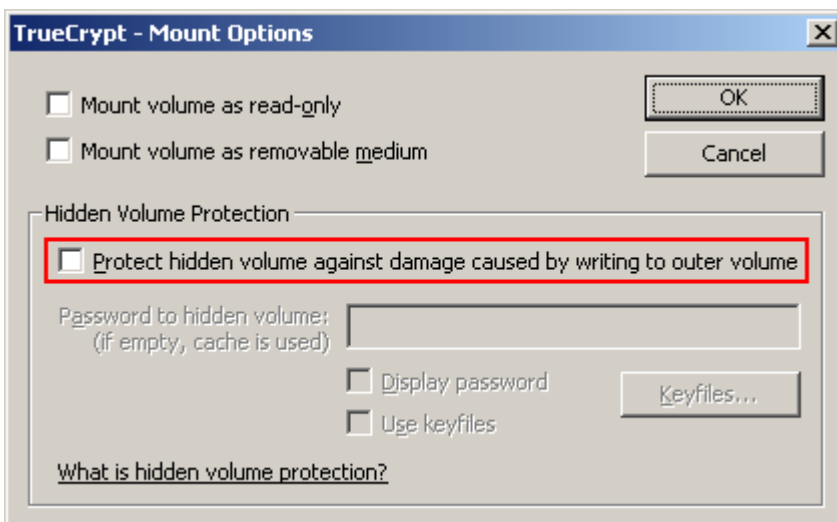 TrueCrypt - Mount Options
Mount volume as read-only
OK
Mount volume as removable medium
Cancel
Hidden Volume Protection
Protect hidden volume against damage caused by writing to outer volume
Password to hidden volume:
(if empty, cache is used)
Display password
Keyfiles...
Use keyfiles
What is hidden volume protection?